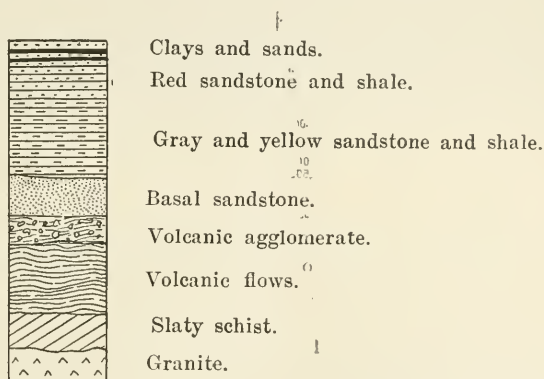 Clays and sands.
Red sandstone and shale.
Gray and yellow sandstone and shale.
Basal sandstone.
Volcanic agglomerate.
Volcanic flows.
Slaty schist.
Granite.